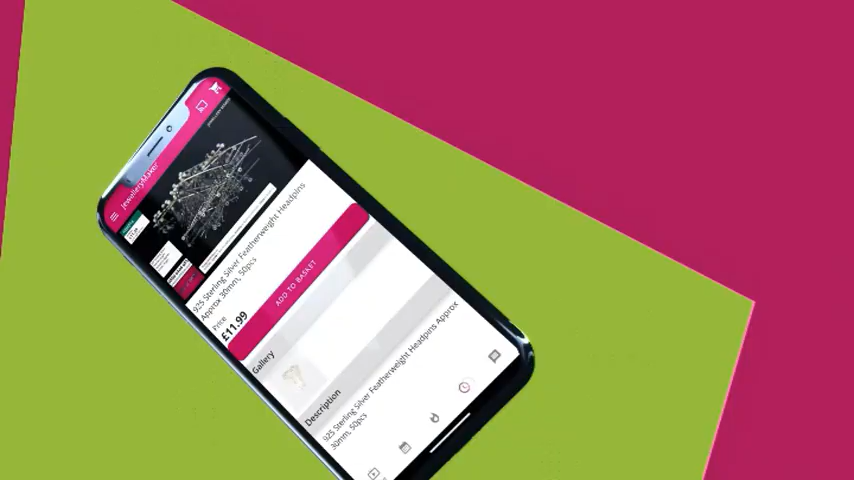 JewelleryMaker
925 Sterling Silver Featherweight Headpins
Approx 30mm, 50pcs
Price
£11.99
ADD TO BASKET
Gallery
Description
925 Sterling Silver Featherweight Headpins Approx
30mm, 50pcs